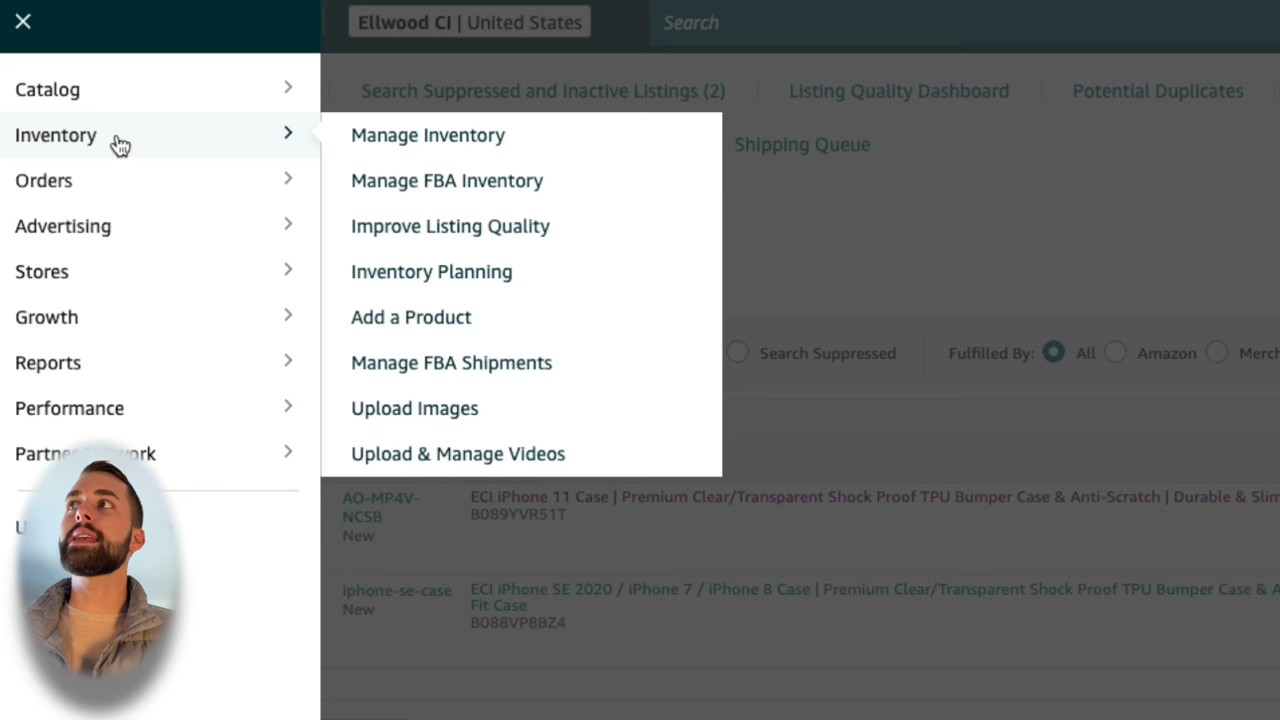 Ellwood CI | United States
Search
Catalog
Inventory
Orders
Advertising
Stores
Growth
Reports
Performance
Manage Inventory
Manage FBA Inventory
Improve Listing Quality
Inventory Planning
Add a Product
Manage FBA Shipments
Upload Images
Upload & Manage Videos
Search Suppressed and Inactive Listings (2)
Listing Quality Dashboard
Potential Duplicates
Shipping Queue
Search Suppressed
Fulfilled By:
All
Amazon
AO-MP4V-
NCSB
New
ECI iPhone 11 Case | Premium Clear/Transparent Shock Proof TPU Bumper Case & Anti-Scratch | Durable & Slim
B089YVR51T
iphone-se-case
New
ECI iPhone SE 2020 / iPhone 7 / iPhone 8 Case | Premium Clear/Transparent Shock Proof TPU Bumper Case &
Fit Case
B088VP8BZ4